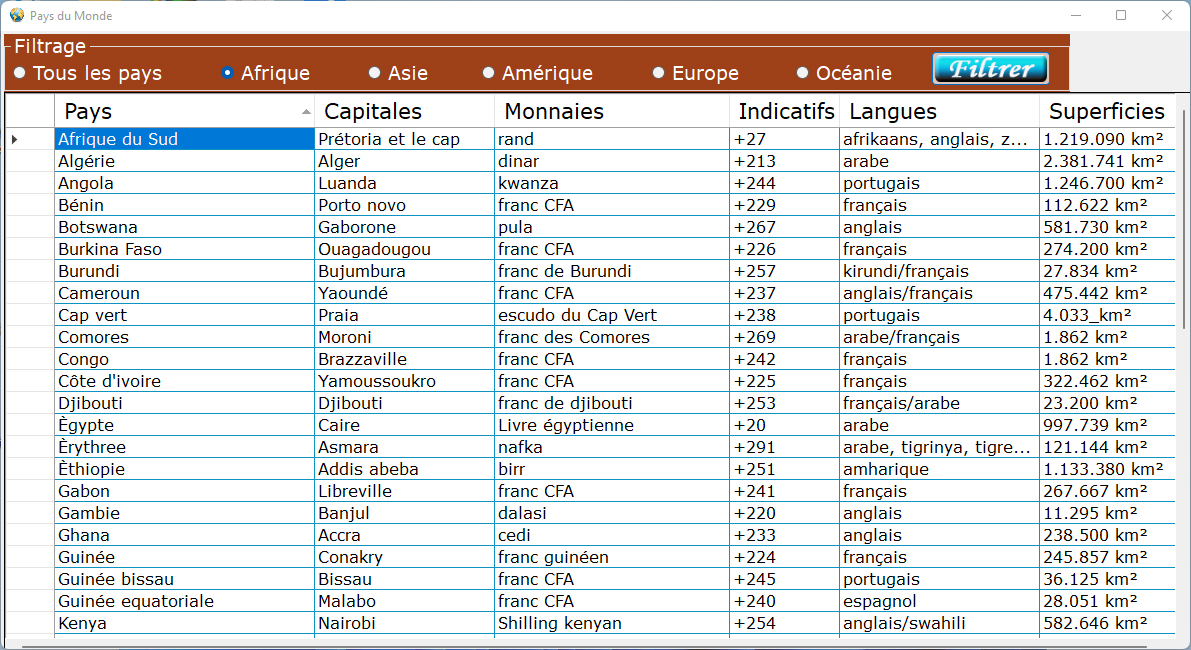 Pays du Monde
Filtrage
Tous les pays Afrique Asie Amérique Europe Océanie Filtrer
Pays Capitales Monnaies Indicatifs Langues Superficies
Afrique du Sud Prétoria et le cap rand +27 afrikaans, anglais, z... 1.219.090 km²
Algérie Alger dinar +213 arabe 2.381.741 km²
Angola Luanda kwanza +244 portugais 1.246.700 km²
Bénin Porto novo franc CFA +229 français 112.622 km²
Botswana Gaborone pula +267 anglais 581.730 km²
Burkina Faso Ouagadougou franc CFA +226 français 274.200 km²
Burundi Bujumbura franc de Burundi +257 kirundi/français 27.834 km²
Cameroun Yaoundé franc CFA +237 anglais/français 475.442 km²
Cap vert Praia escudo du Cap Vert +238 portugais 4.033_km²
Comores Moroni franc des Comores +269 arabe/français 1.862 km²
Congo Brazzaville franc CFA +242 français 1.862 km²
Côte d'ivoire Yamoussoukro franc CFA +225 français 322.462 km²
Djibouti Djibouti franc de djibouti +253 français/arabe 23.200 km²
Ègypte Caire Livre égyptienne +20 arabe 997.739 km²
Èrythree Asmara nafka +291 arabe, tigrinya, tigre... 121.144 km²
Èthiopie Addis abeba birr +251 amharique 1.133.380 km²
Gabon Libreville franc CFA +241 français 267.667 km²
Gambie Banjul dalasi +220 anglais 11.295 km²
Ghana Accra cedi +233 anglais 238.500 km²
Guinée Conakry franc guinéen +224 français 245.857 km²
Guinée bissau Bissau franc CFA +245 portugais 36.125 km²
Guinée equatoriale Malabo franc CFA +240 espagnol 28.051 km²
Kenya Nairobi Shilling kenyan +254 anglais/swahili 582.646 km²